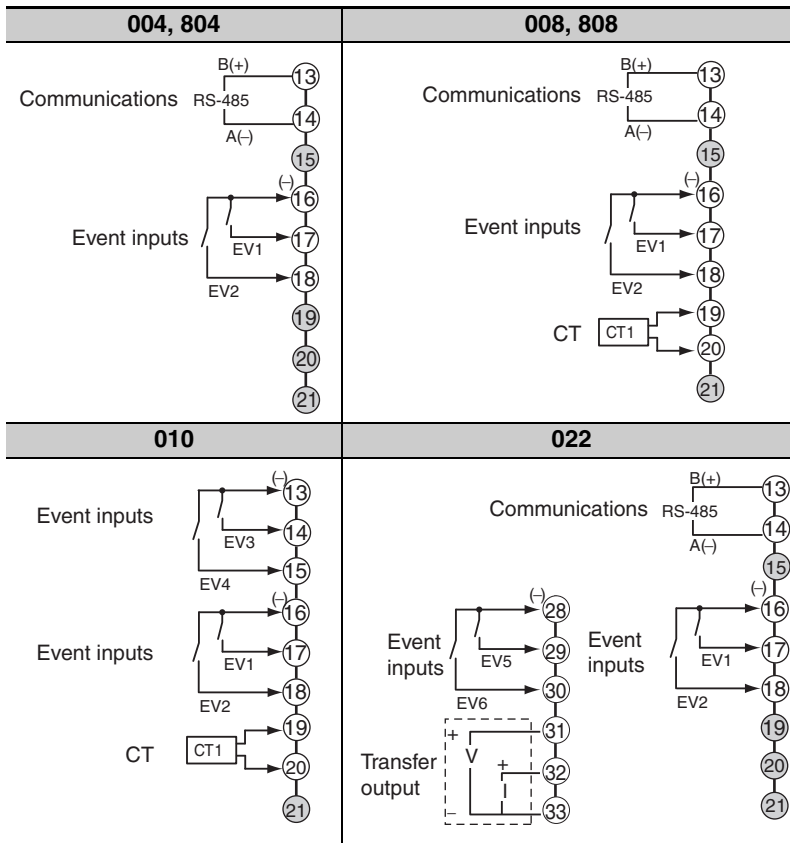 004, 804
B(+)
13
Communications RS-485
14
A(–)
15
(–)
16
Event inputs
17
EV1
18
EV2
19
20
21
008, 808
B(+)
13
Communications RS-485
14
A(–)
15
(–)
16
Event inputs
17
EV1
18
EV2
19
CT CT1
20
21
010
(–)
13
Event inputs
14
EV3
15
EV4
(–)
16
Event inputs
17
EV1
18
EV2
19
CT CT1
20
21
022
B(+)
13
Communications RS-485
14
A(–)
15
(–)
28
Event
inputs
29
EV5
30
EV6
31
+
V
Transfer
output
+
32
I
–
33
(–)
16
Event
inputs
17
EV1
18
EV2
19
20
21